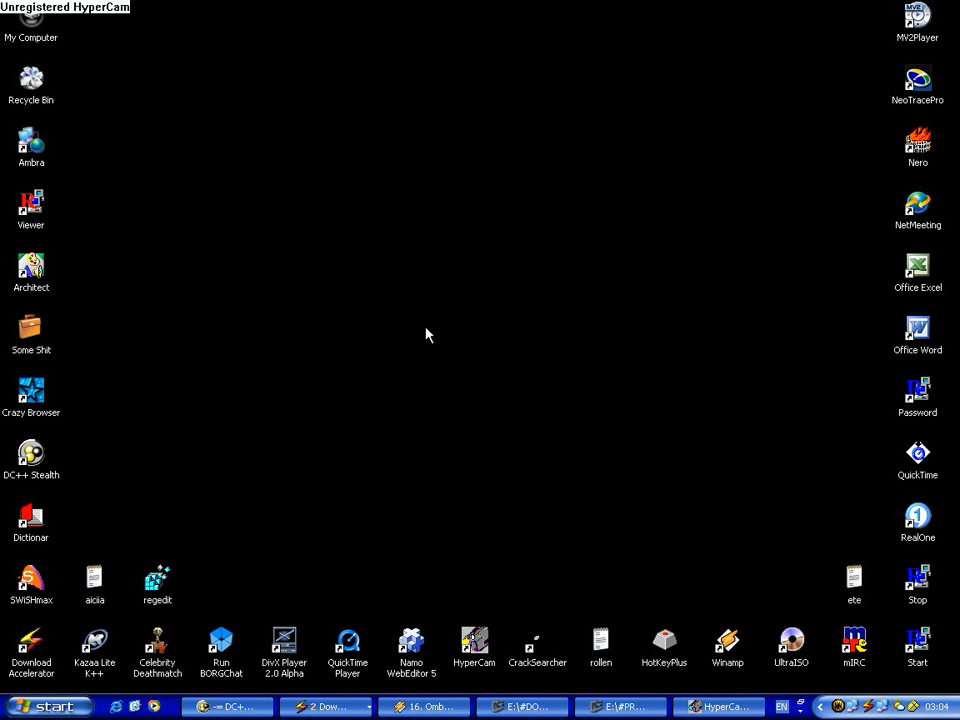 Unregistered HyperCam
My Computer
MV2Player
Recycle Bin
NeoTracePro
Ambra
Nero
Viewer
NetMeeting
Architect
Office Excel
Some Shit
Office Word
Crazy Browser
Password
DC++ Stealth
QuickTime
Dictionar
RealOne
SWiSHmax
aiciia
regedit
ete
Stop
Download
Accelerator
Kazaa Lite
K++
Celebrity
Deathmatch
Run
BORGChat
DivX Player
2.0 Alpha
QuickTime
Player
Namo
WebEditor 5
HyperCam
CrackSearcher
rollen
HotKeyPlus
Winamp
UltraISO
mIRC
Start
start
-= DC+...
2 Dow...
16. Omb...
E:\#DO...
E:\#PR...
HyperCa...
EN
03:04